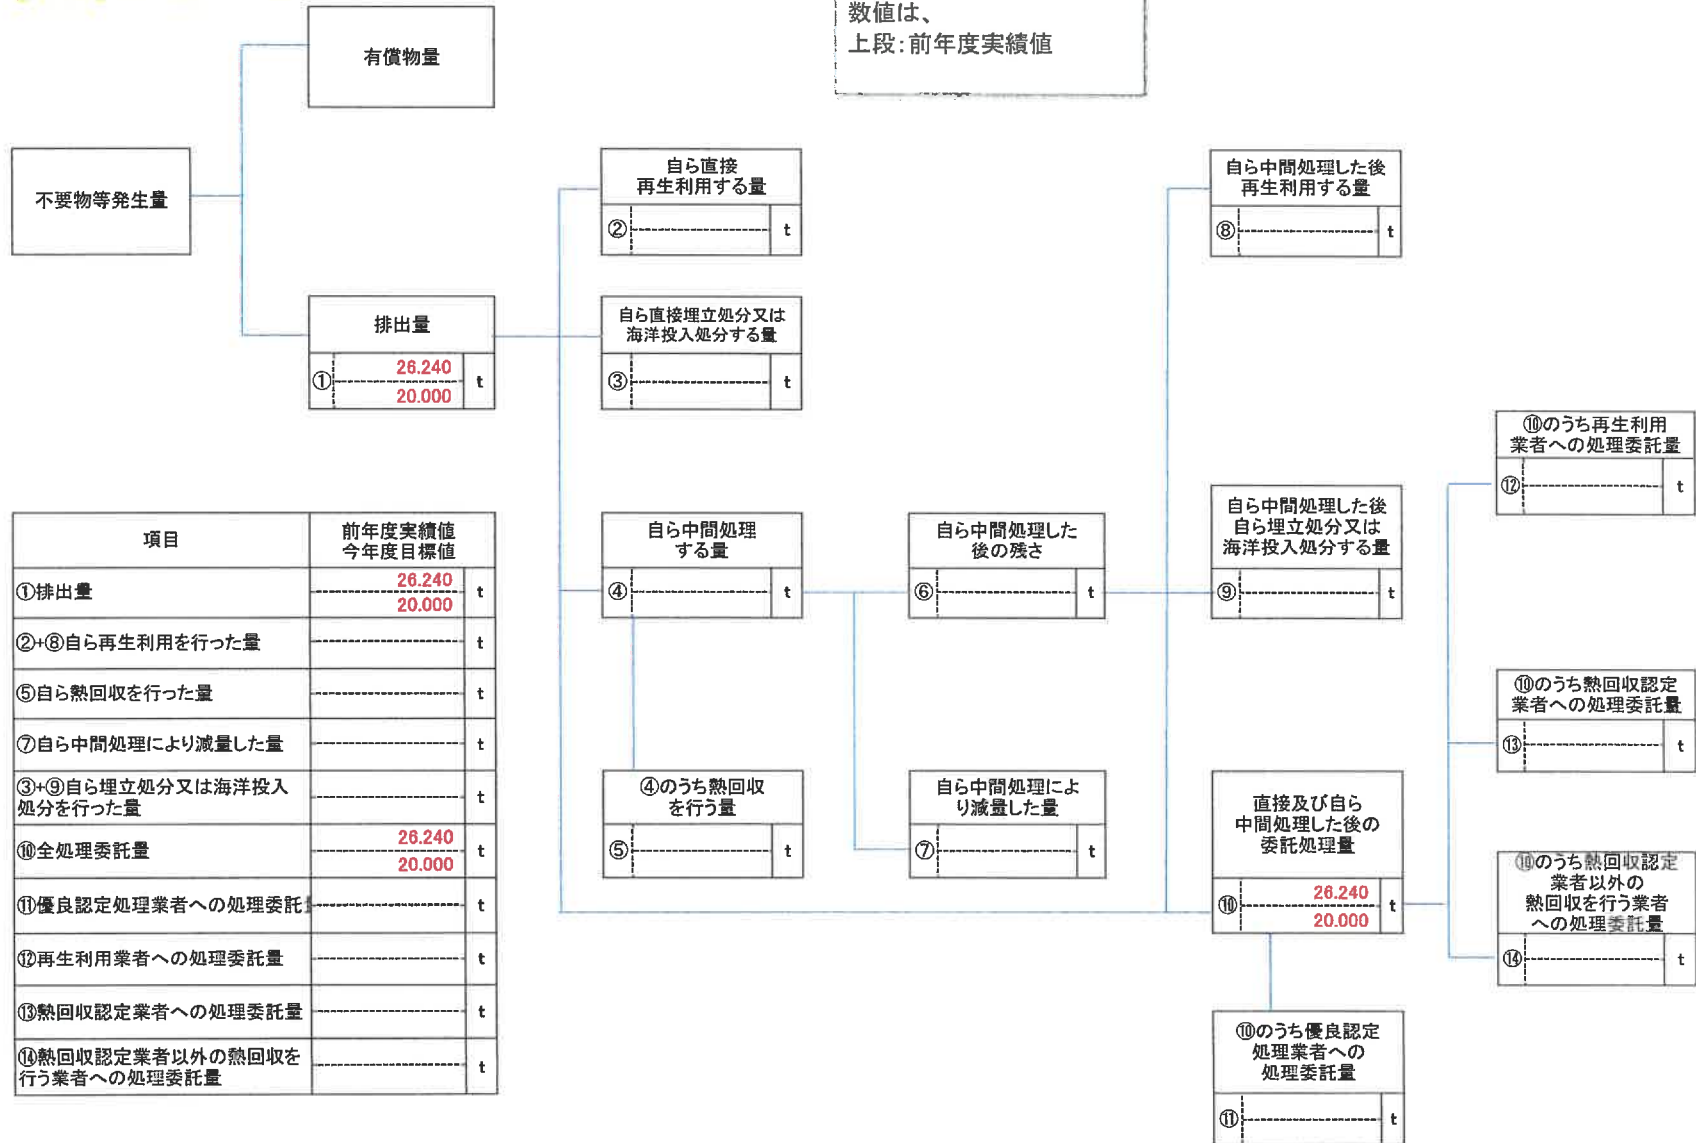 数値は、
上段:前年度実績値
有償物量
不要物等発生量
排出量
①
26.240
20.000
t
自ら直接
再生利用する量
②
t
自ら直接埋立処分又は
海洋投入処分する量
③
t
自ら中間処理した後
再生利用する量
⑧
t
⑩のうち再生利用
業者への処理委託量
⑫
t
自ら中間処理
する量
④
t
自ら中間処理した
後の残さ
⑥
t
自ら中間処理した後
自ら埋立処分又は
海洋投入処分する量
⑨
t
⑩のうち熱回収認定
業者への処理委託量
⑬
t
④のうち熱回収
を行う量
⑤
t
自ら中間処理によ
り減量した量
⑦
t
直接及び自ら
中間処理した後の
委託処理量
⑩
26.240
20.000
t
⑩のうち熱回収認定
業者以外の
熱回収を行う業者
への処理委託量
⑭
t
⑩のうち優良認定
処理業者への
処理委託量
⑪
t
項目
前年度実績値
今年度目標値
①排出量
26.240
20.000
t
②+⑧自ら再生利用を行った量
t
⑤自ら熱回収を行った量
t
⑦自ら中間処理により減量した量
t
③+⑨自ら埋立処分又は海洋投入
処分を行った量
t
⑩全処理委託量
26.240
20.000
t
⑪優良認定処理業者への処理委託
t
⑫再生利用業者への処理委託量
t
⑬熱回収認定業者への処理委託量
t
⑭熱回収認定業者以外の熱回収を
行う業者への処理委託量
t